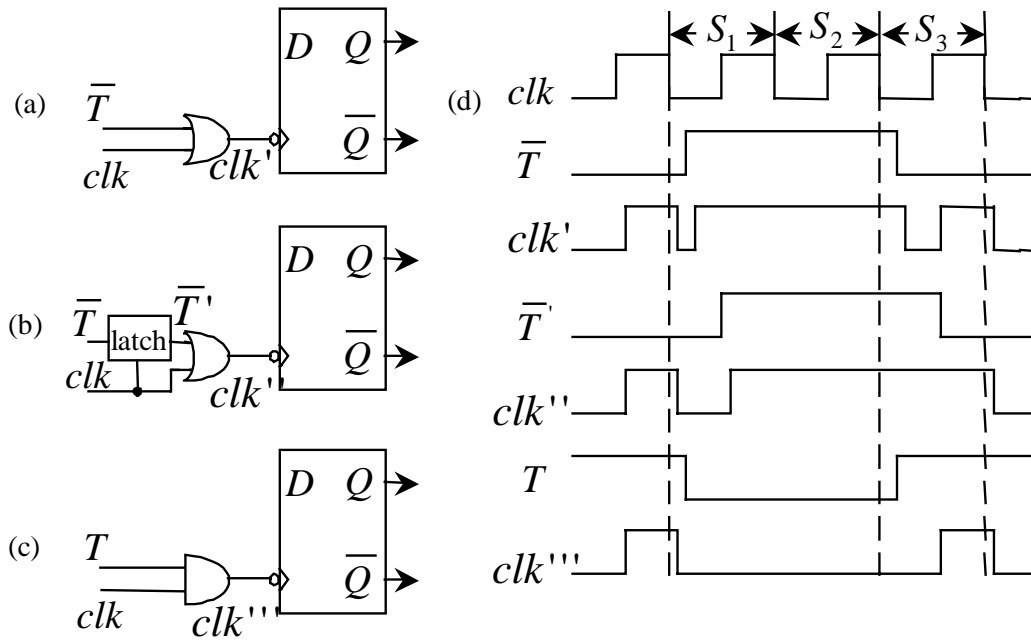 (a)
T̅
clk
clk'
D Q
Q̅
(b)
T̅
latch
T̅'
clk
clk''
D Q
Q̅
(c)
T
clk
clk'''
D Q
Q̅
(d)
S₁ S₂ S₃
clk
T̅
clk'
T̅'
clk''
T
clk'''